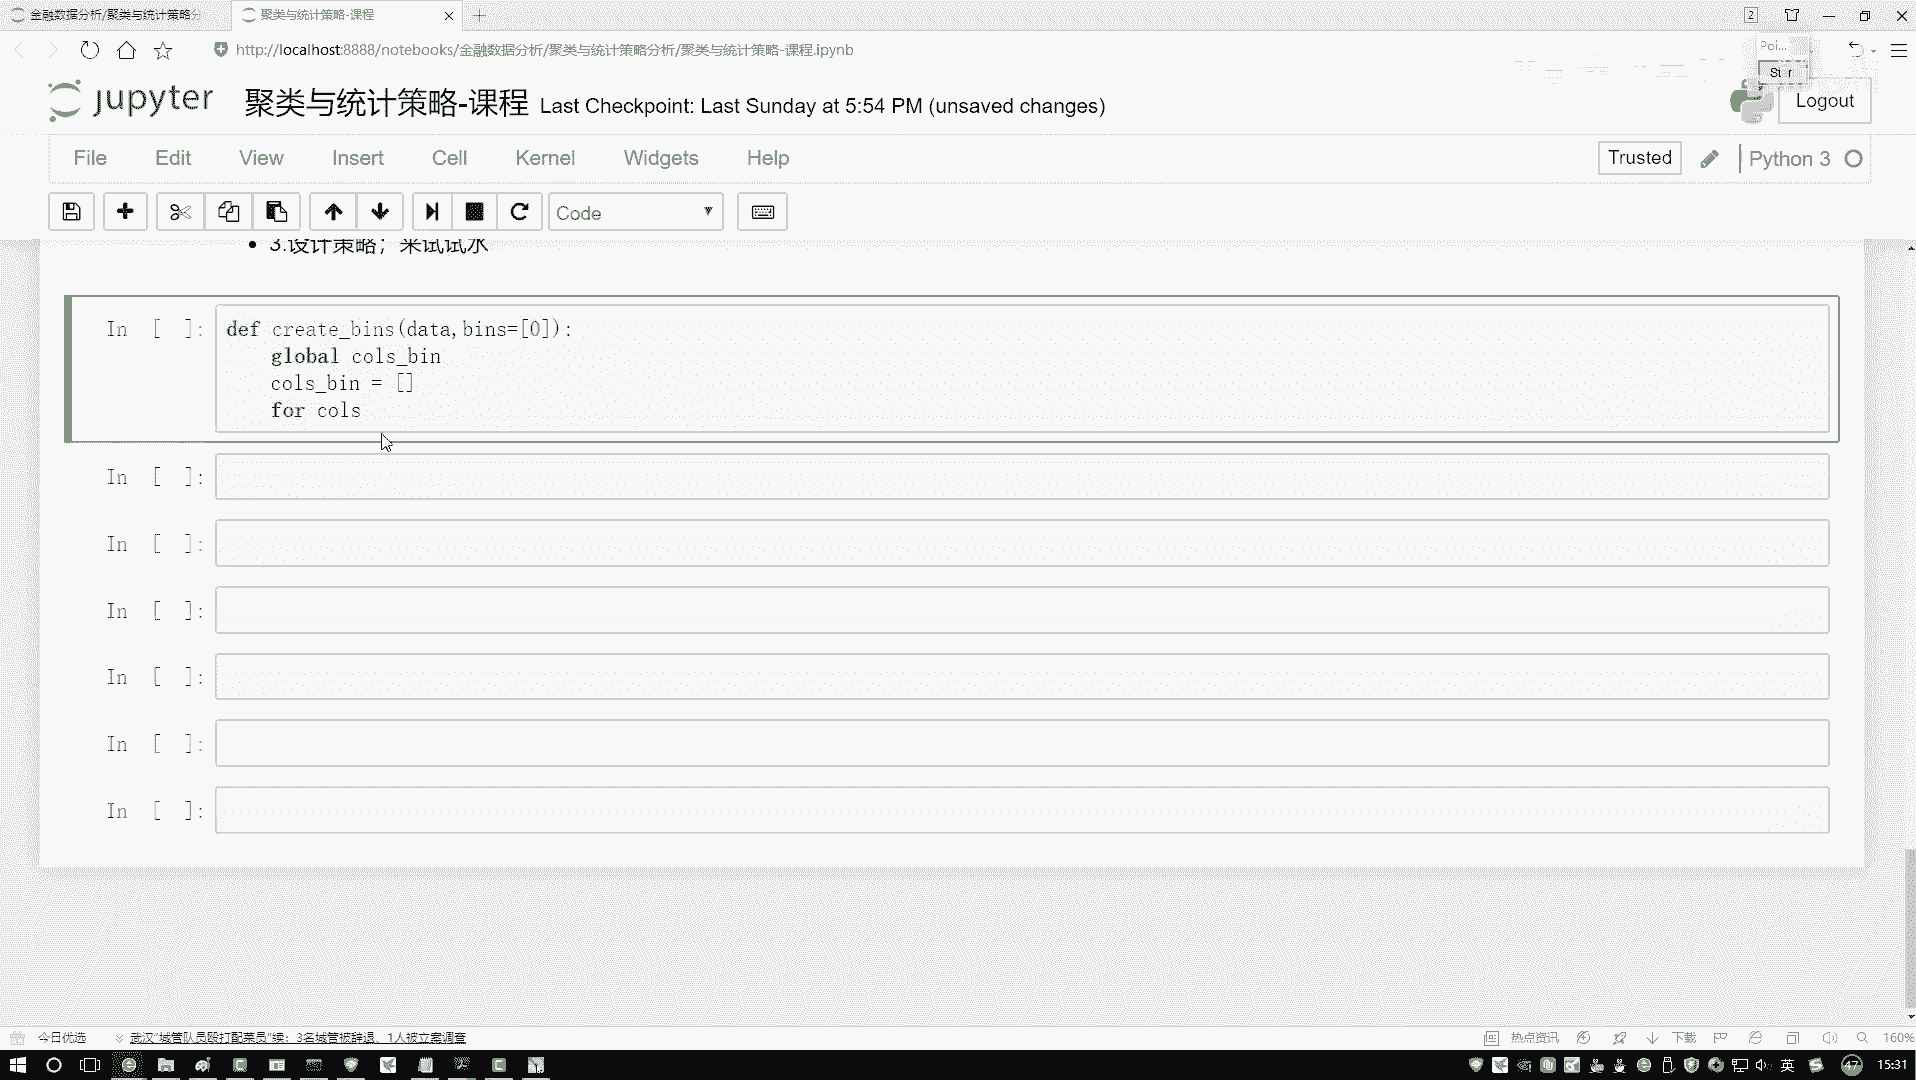 金融数据分析/聚类与统计策略分
聚类与统计策略-课程
2
http://localhost:8888/notebooks/金融数据分析/聚类与统计策略分析/聚类与统计策略-课程.ipynb
Poi...
jupyter
聚类与统计策略-课程 Last Checkpoint: Last Sunday at 5:54 PM (unsaved changes)
Logout
File Edit View Insert Cell Kernel Widgets Help
Trusted
Python 3
Code
3.设计策略；来试试水
In [ ]:
def create_bins(data,bins=[0]):
global cols_bin
cols_bin = []
for cols
In [ ]:
In [ ]:
In [ ]:
In [ ]:
In [ ]:
In [ ]:
今日优选
武汉"城管队员殴打配菜员"续：3名城管被辞退、1人被立案调查
热点资讯
下载
160%
英
47
15:31